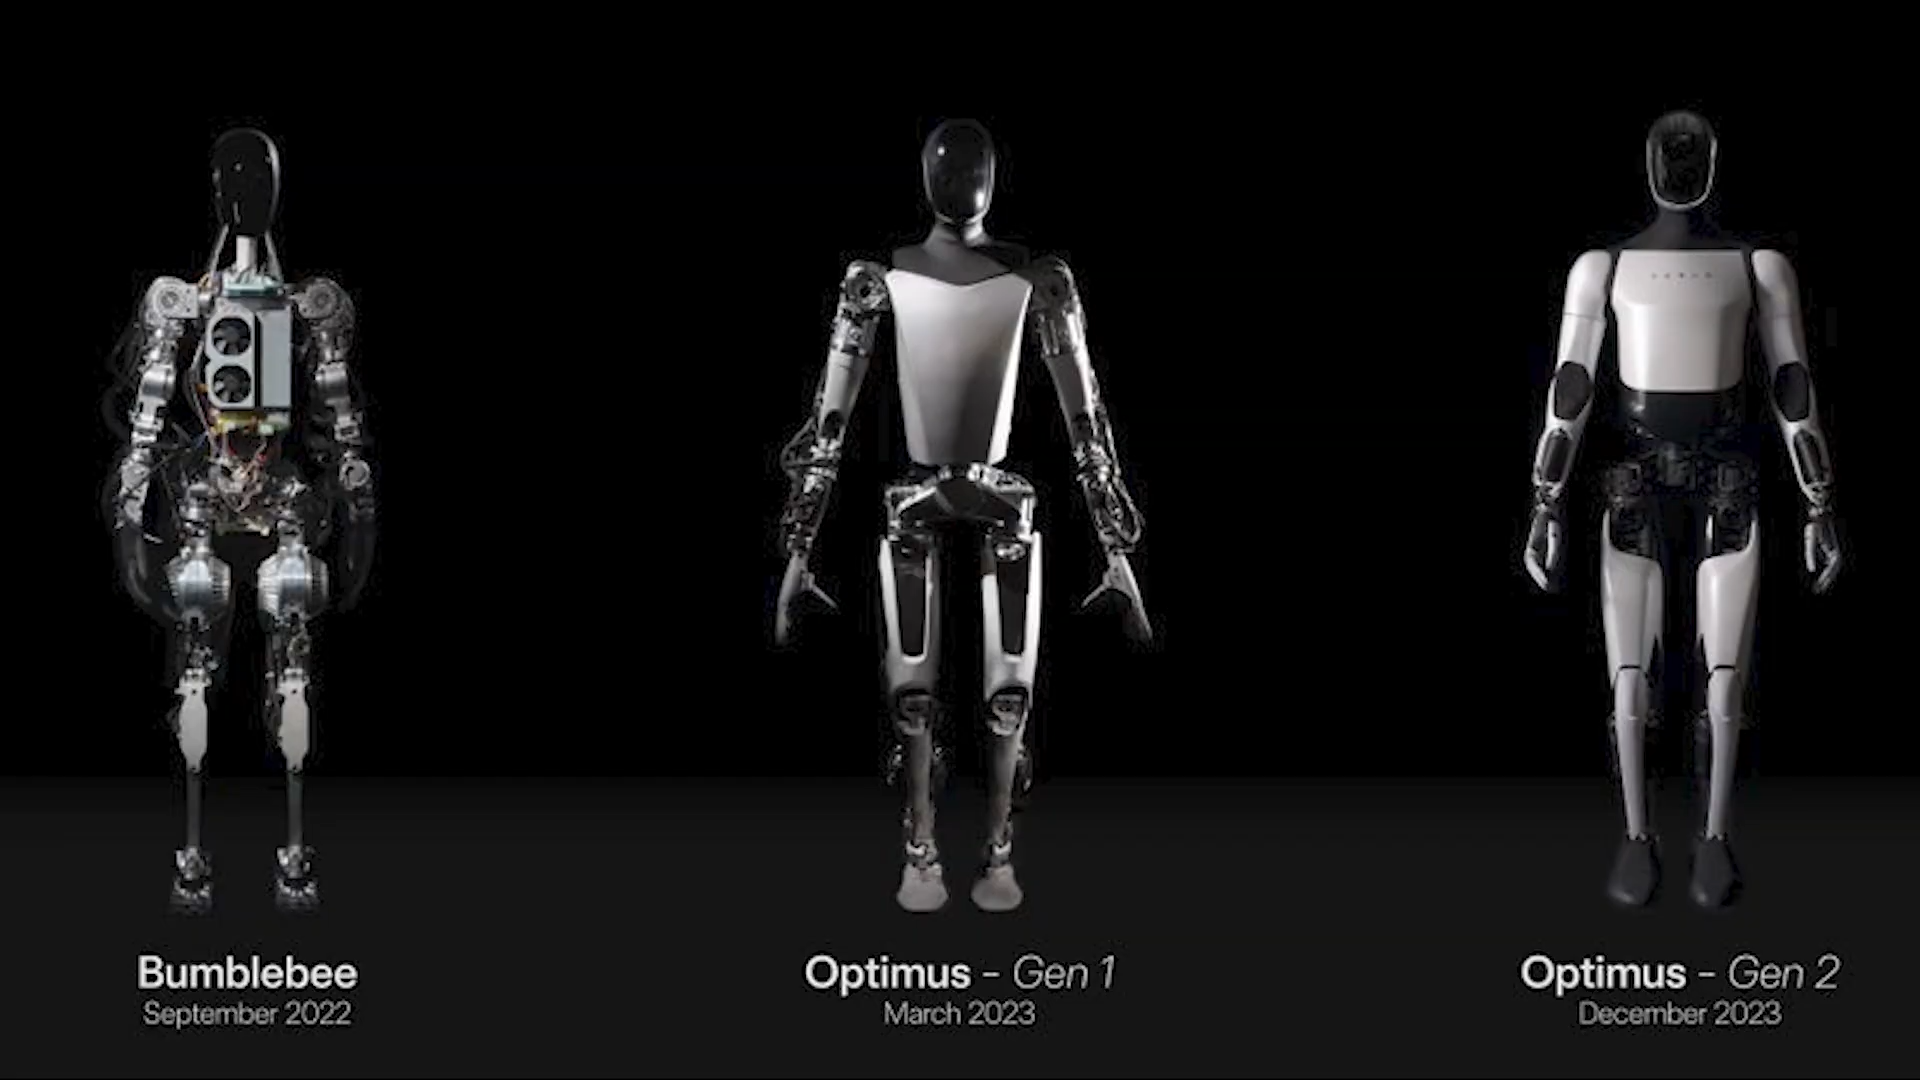 Bumblebee
September 2022
Optimus - Gen 1
March 2023
Optimus - Gen 2
December 2023